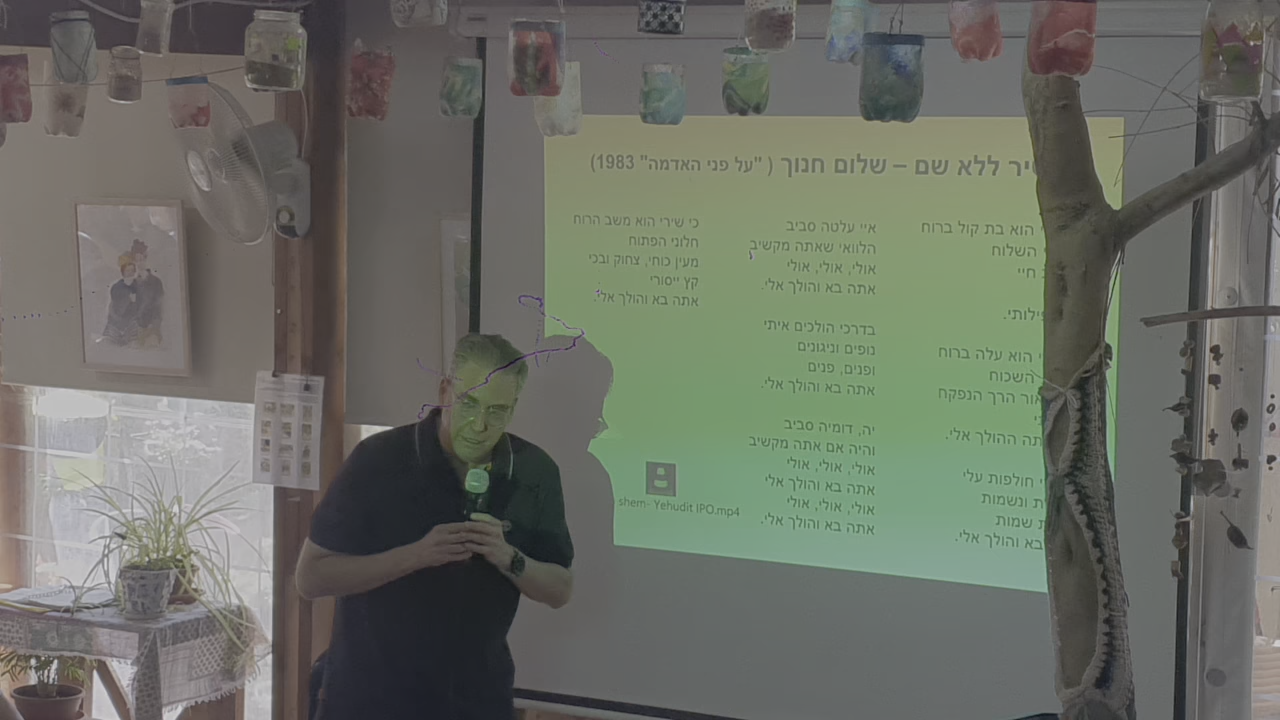 שיר ללא שם – שלום חנוך ( "על פני האדמה" 1983)
הוא בת קול ברוח
השלוח
חיי
הוא עלה ברוח
השכוח
אור הרך הנפקח
ההולך אלי.
חולפות עלי
ונשמות
שמות
בא והולך אלי.
איי עלטה סביב
הלוואי שאתה מקשיב
אולי, אולי, אולי
אתה בא והולך אלי.
בדרכי הולכים איתי
נופים וניגונים
ופנים, פנים
אתה בא והולך אלי.
יה, דומיה סביב
והיה אם אתה מקשיב
אולי, אולי, אולי
אתה בא והולך אלי.
אולי, אולי, אולי
אתה בא והולך אלי.
כי שירי הוא משב הרוח
חלוני הפתוח
מעין כוחי, צחוק ובכי
קץ ייסורי
אתה בא והולך אלי.
shem- Yehudit IPO.mp4